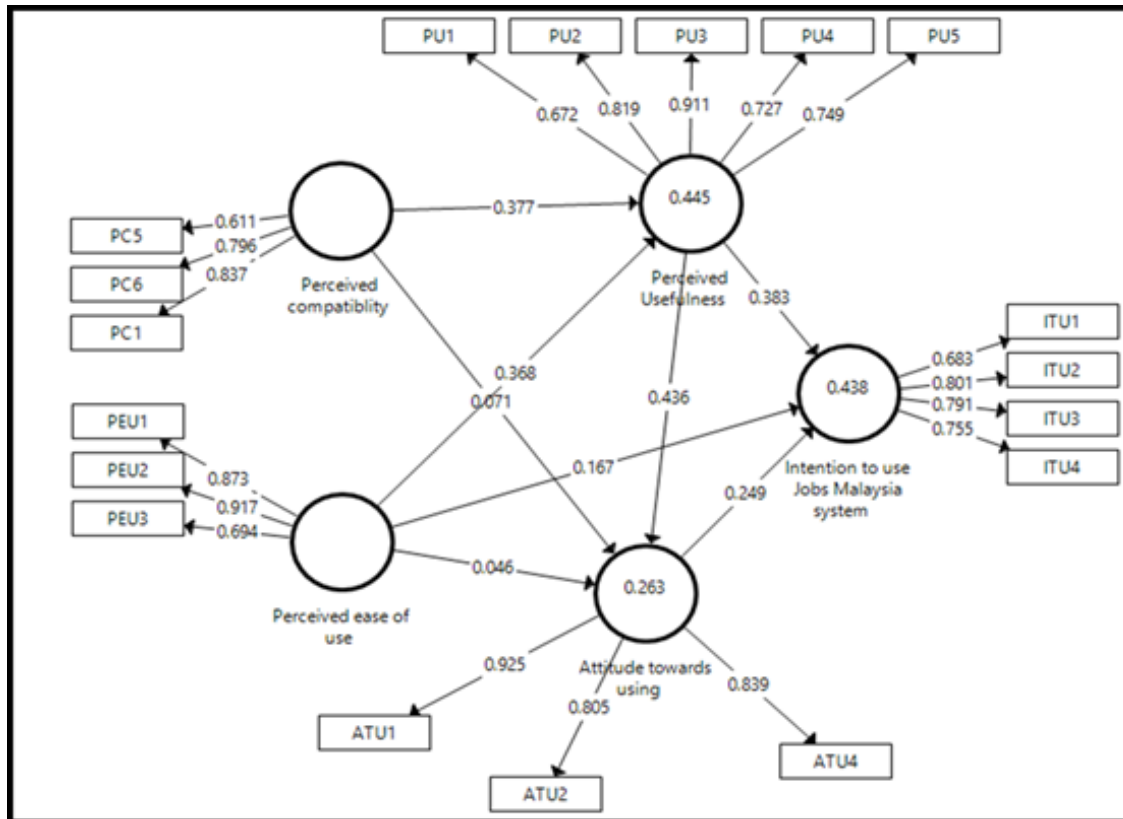 PU1 PU2 PU3 PU4 PU5
0.672 0.819 0.911 0.727 0.749
PC5
PC6
PC1
0.611
0.796
0.837
Perceived
compatiblity
0.377
0.445
Perceived
Usefulness
0.383
0.368
0.071
0.436
0.438
Intention to use
Jobs Malaysia
system
0.683
0.801
0.791
0.755
ITU1
ITU2
ITU3
ITU4
PEU1
PEU2
PEU3
0.873
0.917
0.694
Perceived ease of
use
0.167
0.249
0.046
0.263
Attitude towards
using
0.925
0.805
0.839
ATU1
ATU2
ATU4